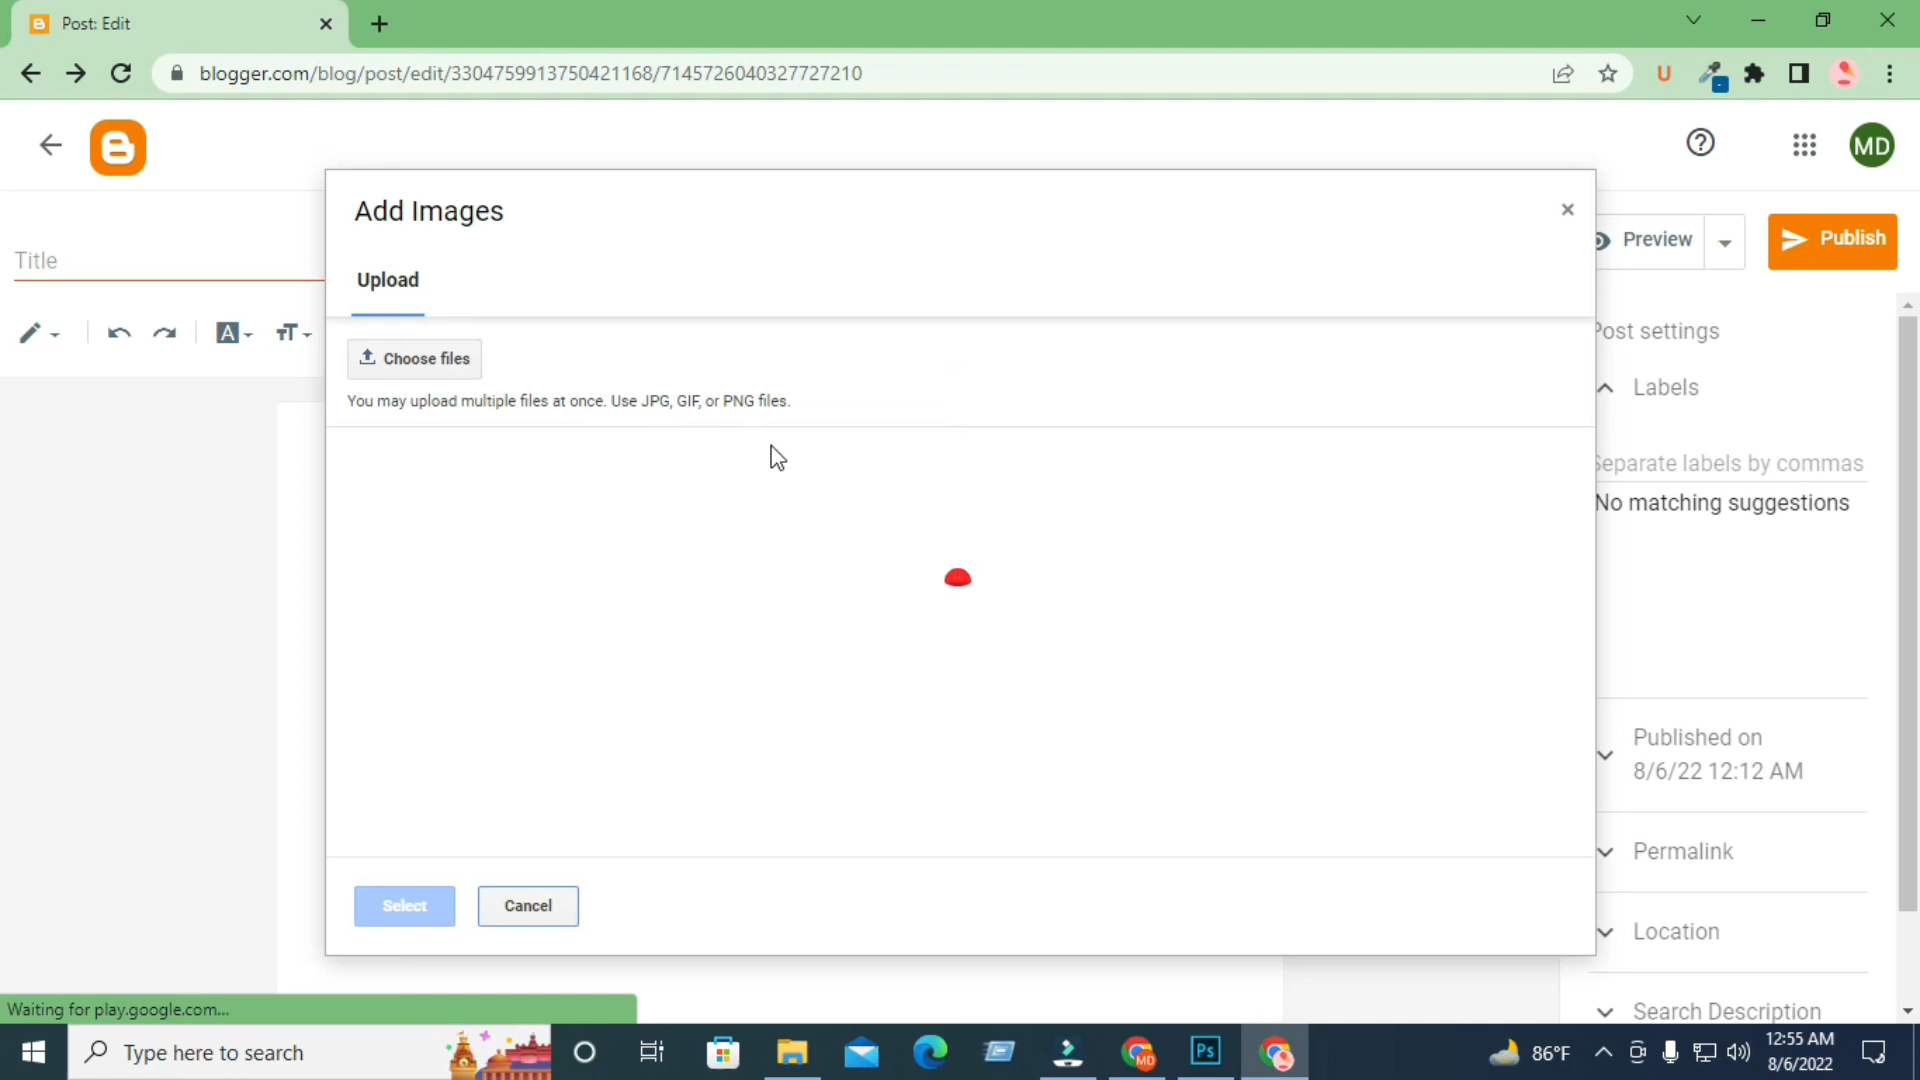 Post: Edit
blogger.com/blog/post/edit/3304759913750421168/7145726040327727210
U
MD
Add Images
Title
Upload
Preview
Publish
A
Choose files
You may upload multiple files at once. Use JPG, GIF, or PNG files.
Post settings
Labels
Separate labels by commas
No matching suggestions
Published on
8/6/22 12:12 AM
Permalink
Location
Search Description
Select
Cancel
Waiting for play.google.com...
Type here to search
MD
Ps
86°F
12:55 AM
8/6/2022